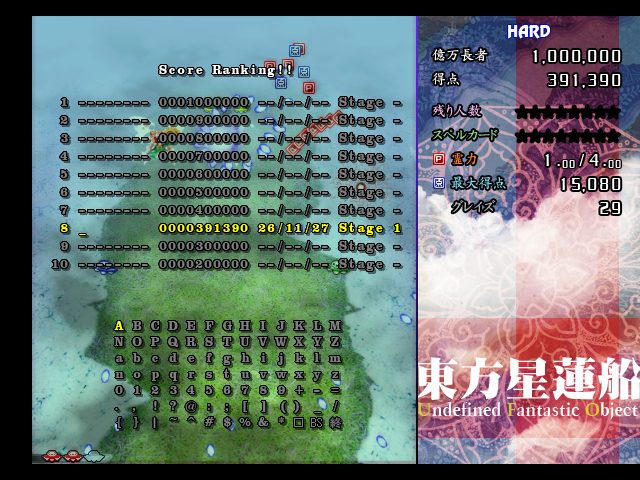 HARD
億万長者 1,000,000
得点 391,390
残り人数 ★★★★★★★★
スペルカード ★★★★★★★★
P 霊力 1.00/4.00
点 最大得点 15,080
グレイズ 29
Score Ranking!!
1 -------- 0001000000 --/--/-- Stage -
2 -------- 0000900000 --/--/-- Stage -
3 -------- 0000800000 --/--/-- Stage -
4 -------- 0000700000 --/--/-- Stage -
5 -------- 0000600000 --/--/-- Stage -
6 -------- 0000500000 --/--/-- Stage -
7 -------- 0000400000 --/--/-- Stage -
8 _ 0000391390 26/11/27 Stage 1
9 -------- 0000300000 --/--/-- Stage -
10 -------- 0000200000 --/--/-- Stage -
A B C D E F G H I J K L M
N O P Q R S T U V W X Y Z
a b c d e f g h i j k l m
n o p q r s t u v w x y z
0 1 2 3 4 5 6 7 8 9 + - =
. , ! ? @ : ; [ ] ( ) _ /
{ } | ~ ^ # $ % & * □ BS 終
東方星蓮船
Undefined Fantastic Object